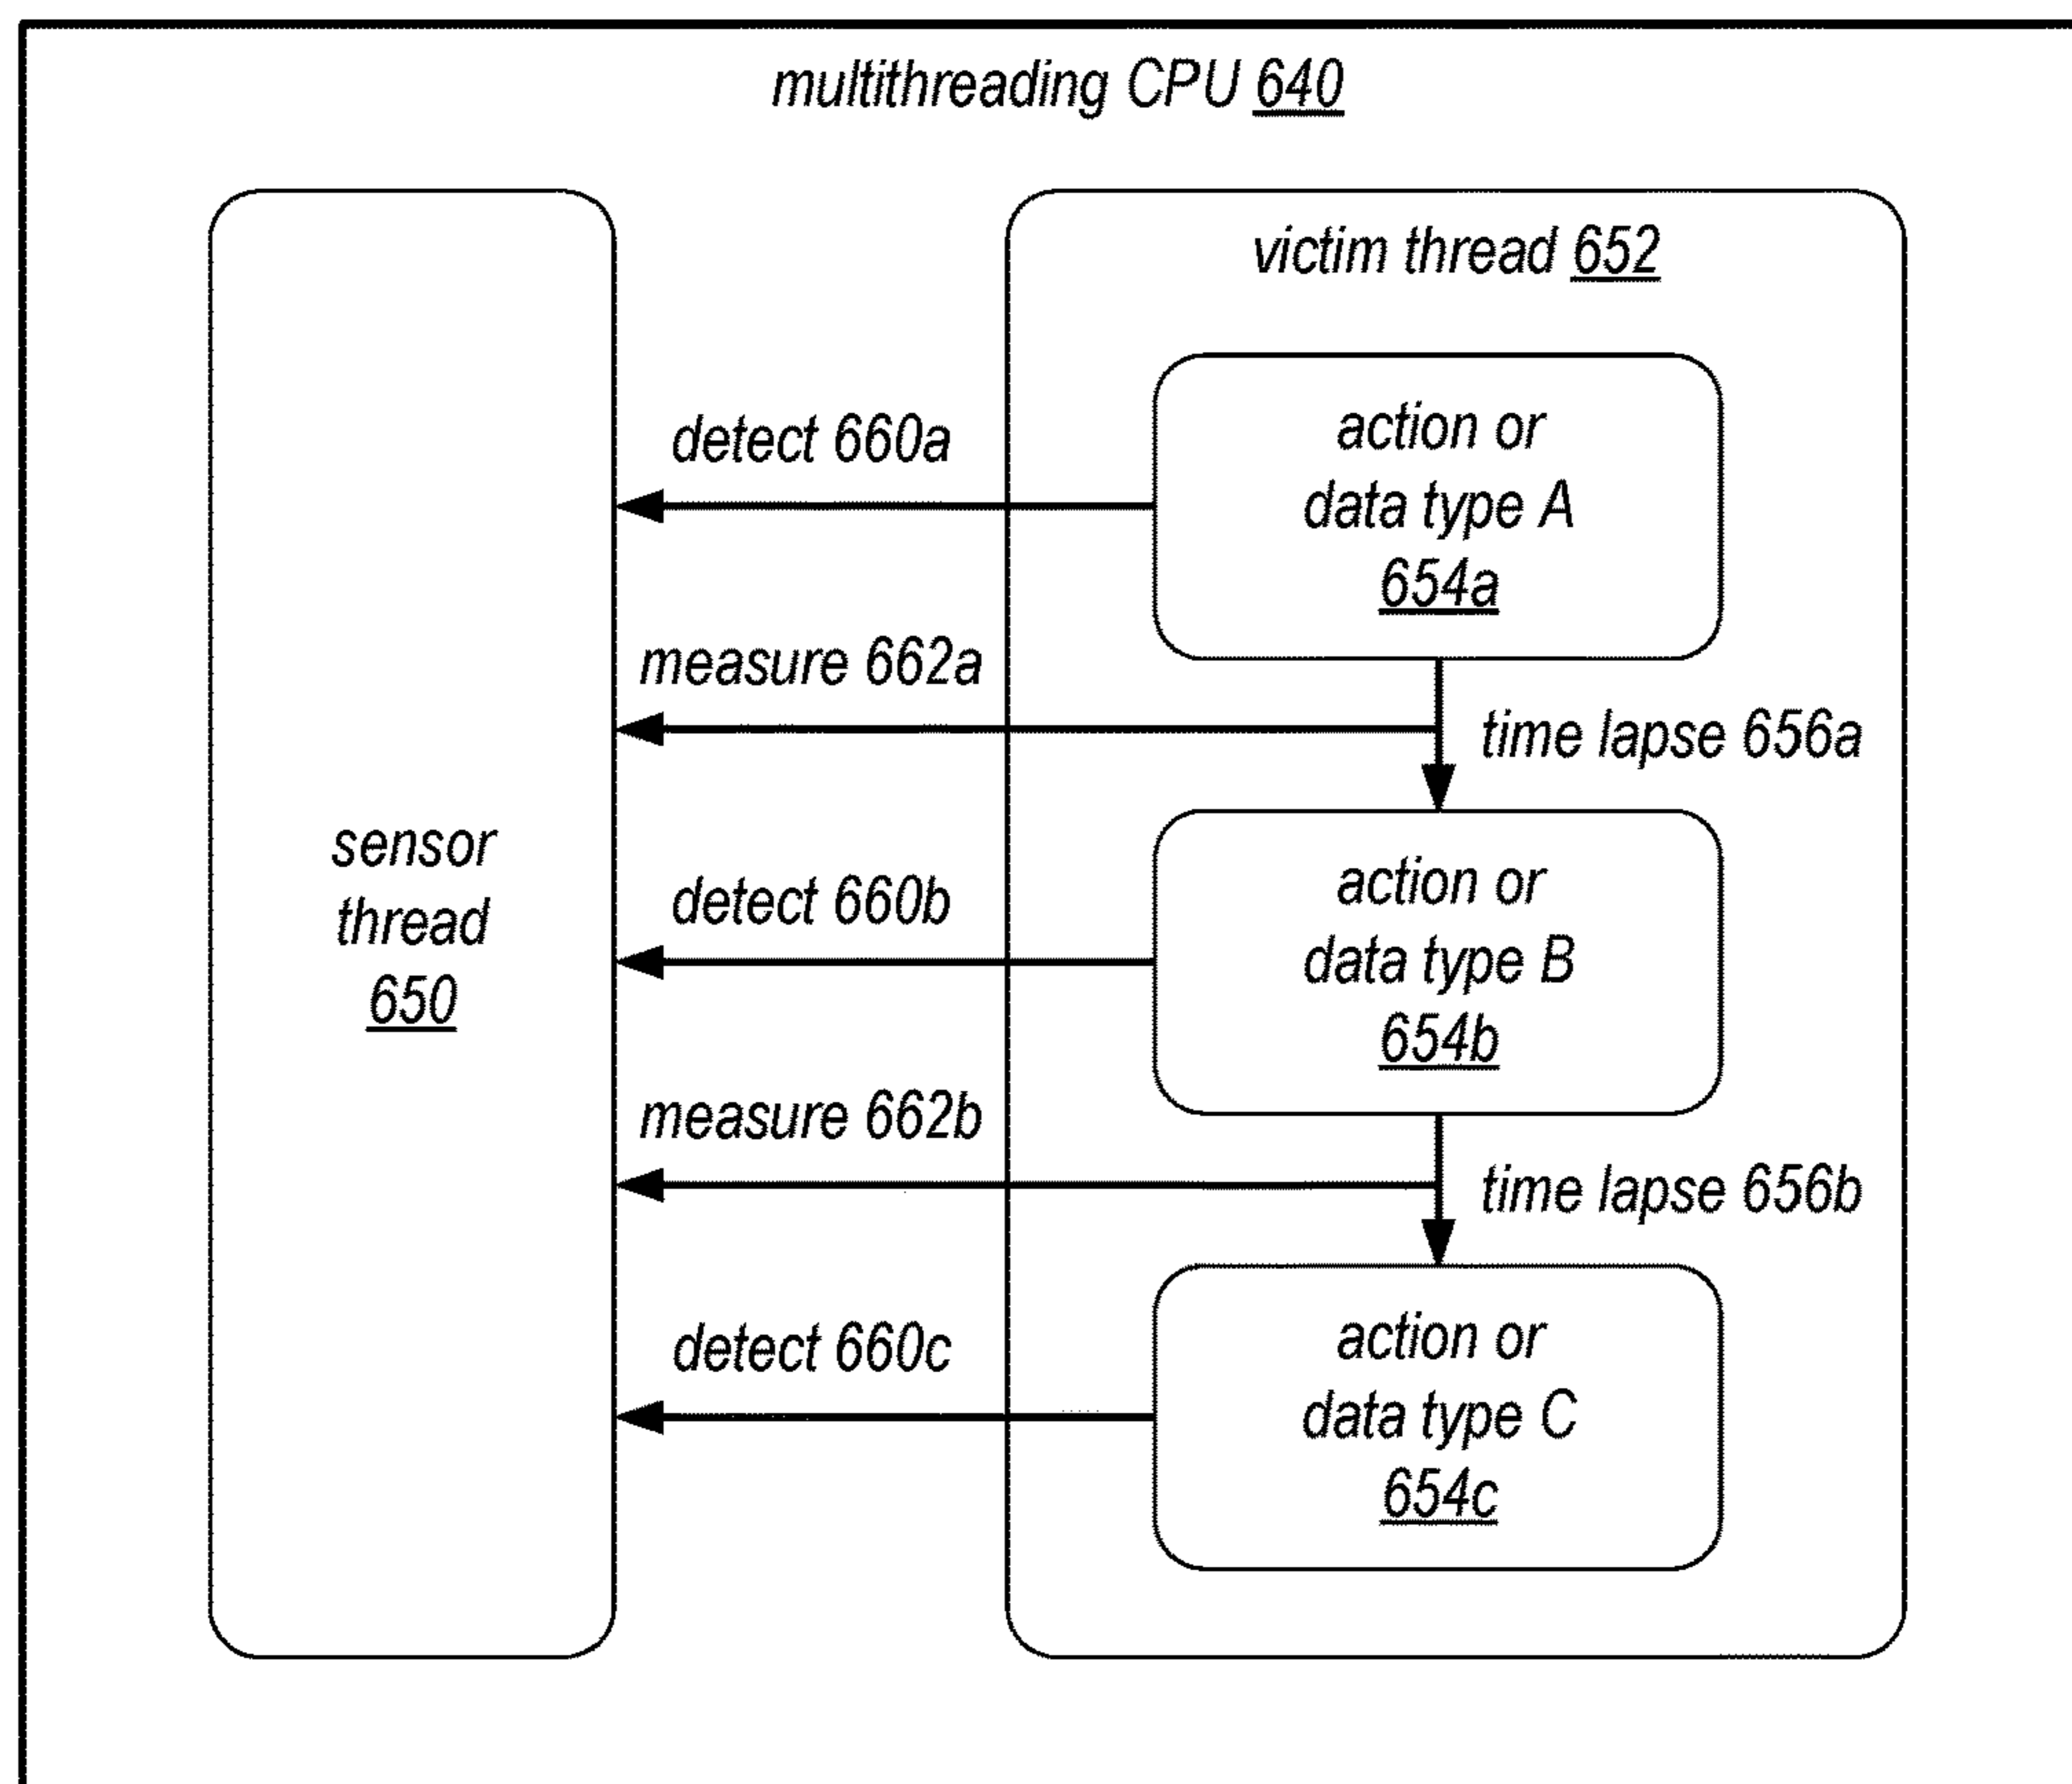 multithreading CPU 640
victim thread 652
action or
data type A
654a
detect 660a
measure 662a
time lapse 656a
sensor
thread
650
action or
data type B
654b
detect 660b
measure 662b
time lapse 656b
action or
data type C
654c
detect 660c